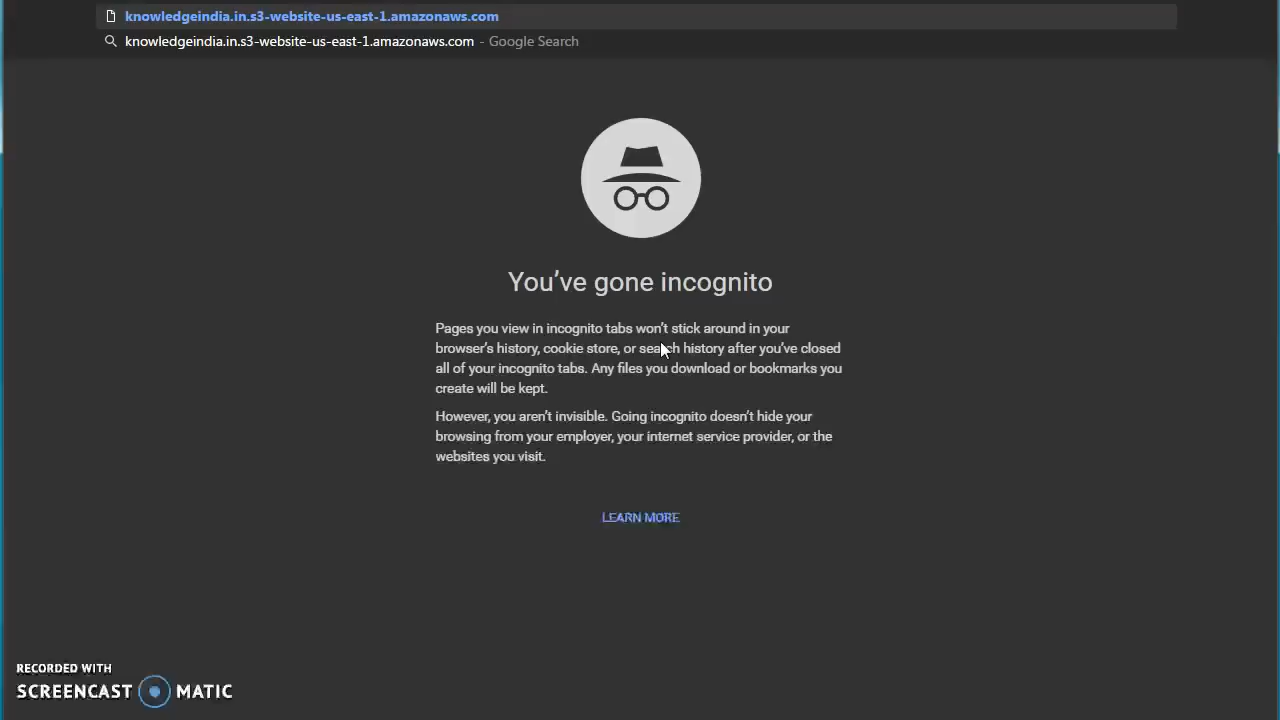 knowledgeindia.in.s3-website-us-east-1.amazonaws.com
knowledgeindia.in.s3-website-us-east-1.amazonaws.com - Google Search
You’ve gone incognito
Pages you view in incognito tabs won’t stick around in your
browser’s history, cookie store, or search history after you’ve closed
all of your incognito tabs. Any files you download or bookmarks you
create will be kept.
However, you aren’t invisible. Going incognito doesn’t hide your
browsing from your employer, your internet service provider, or the
websites you visit.
LEARN MORE
RECORDED WITH
SCREENCAST MATIC